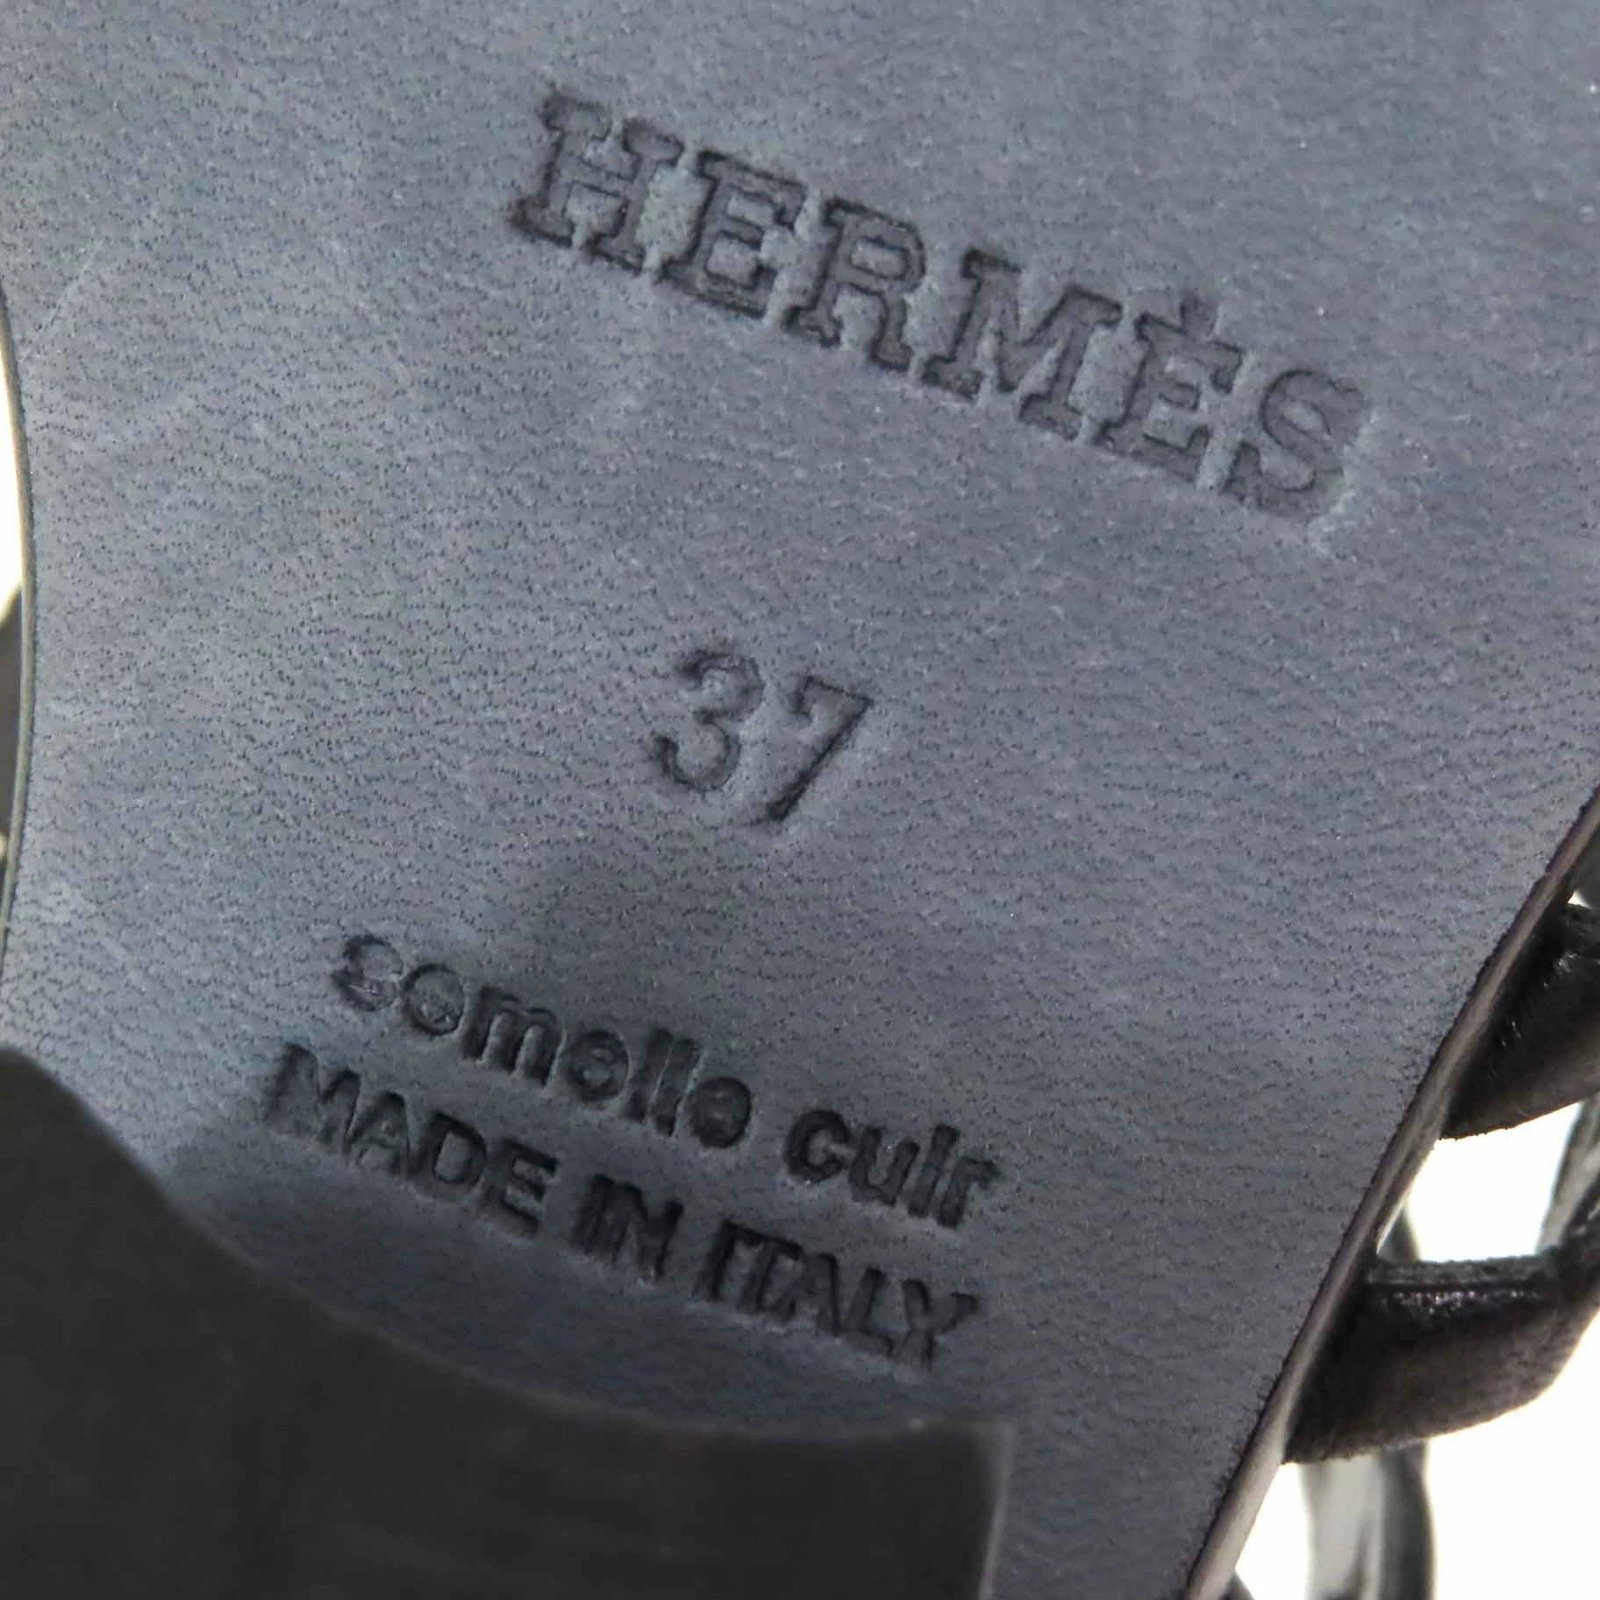 HERMÈS
37
semelle cuir
MADE IN ITALY